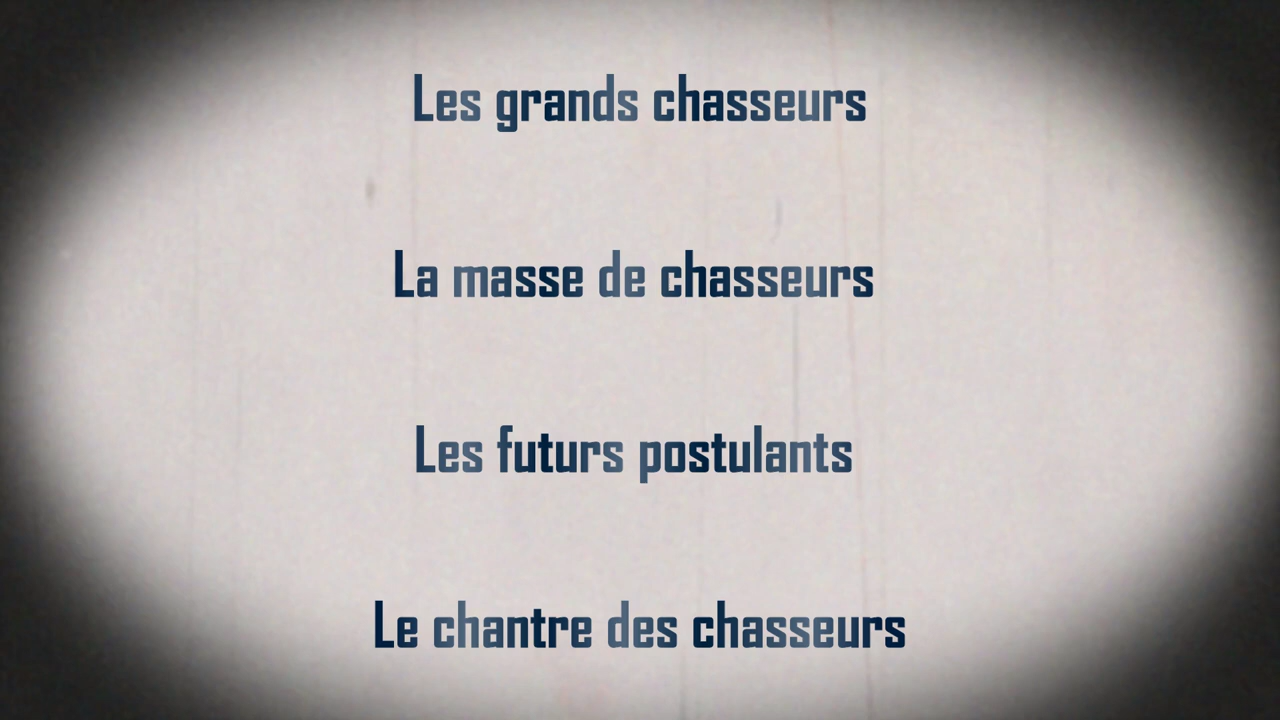 Les grands chasseurs
La masse de chasseurs
Les futurs postulants
Le chantre des chasseurs